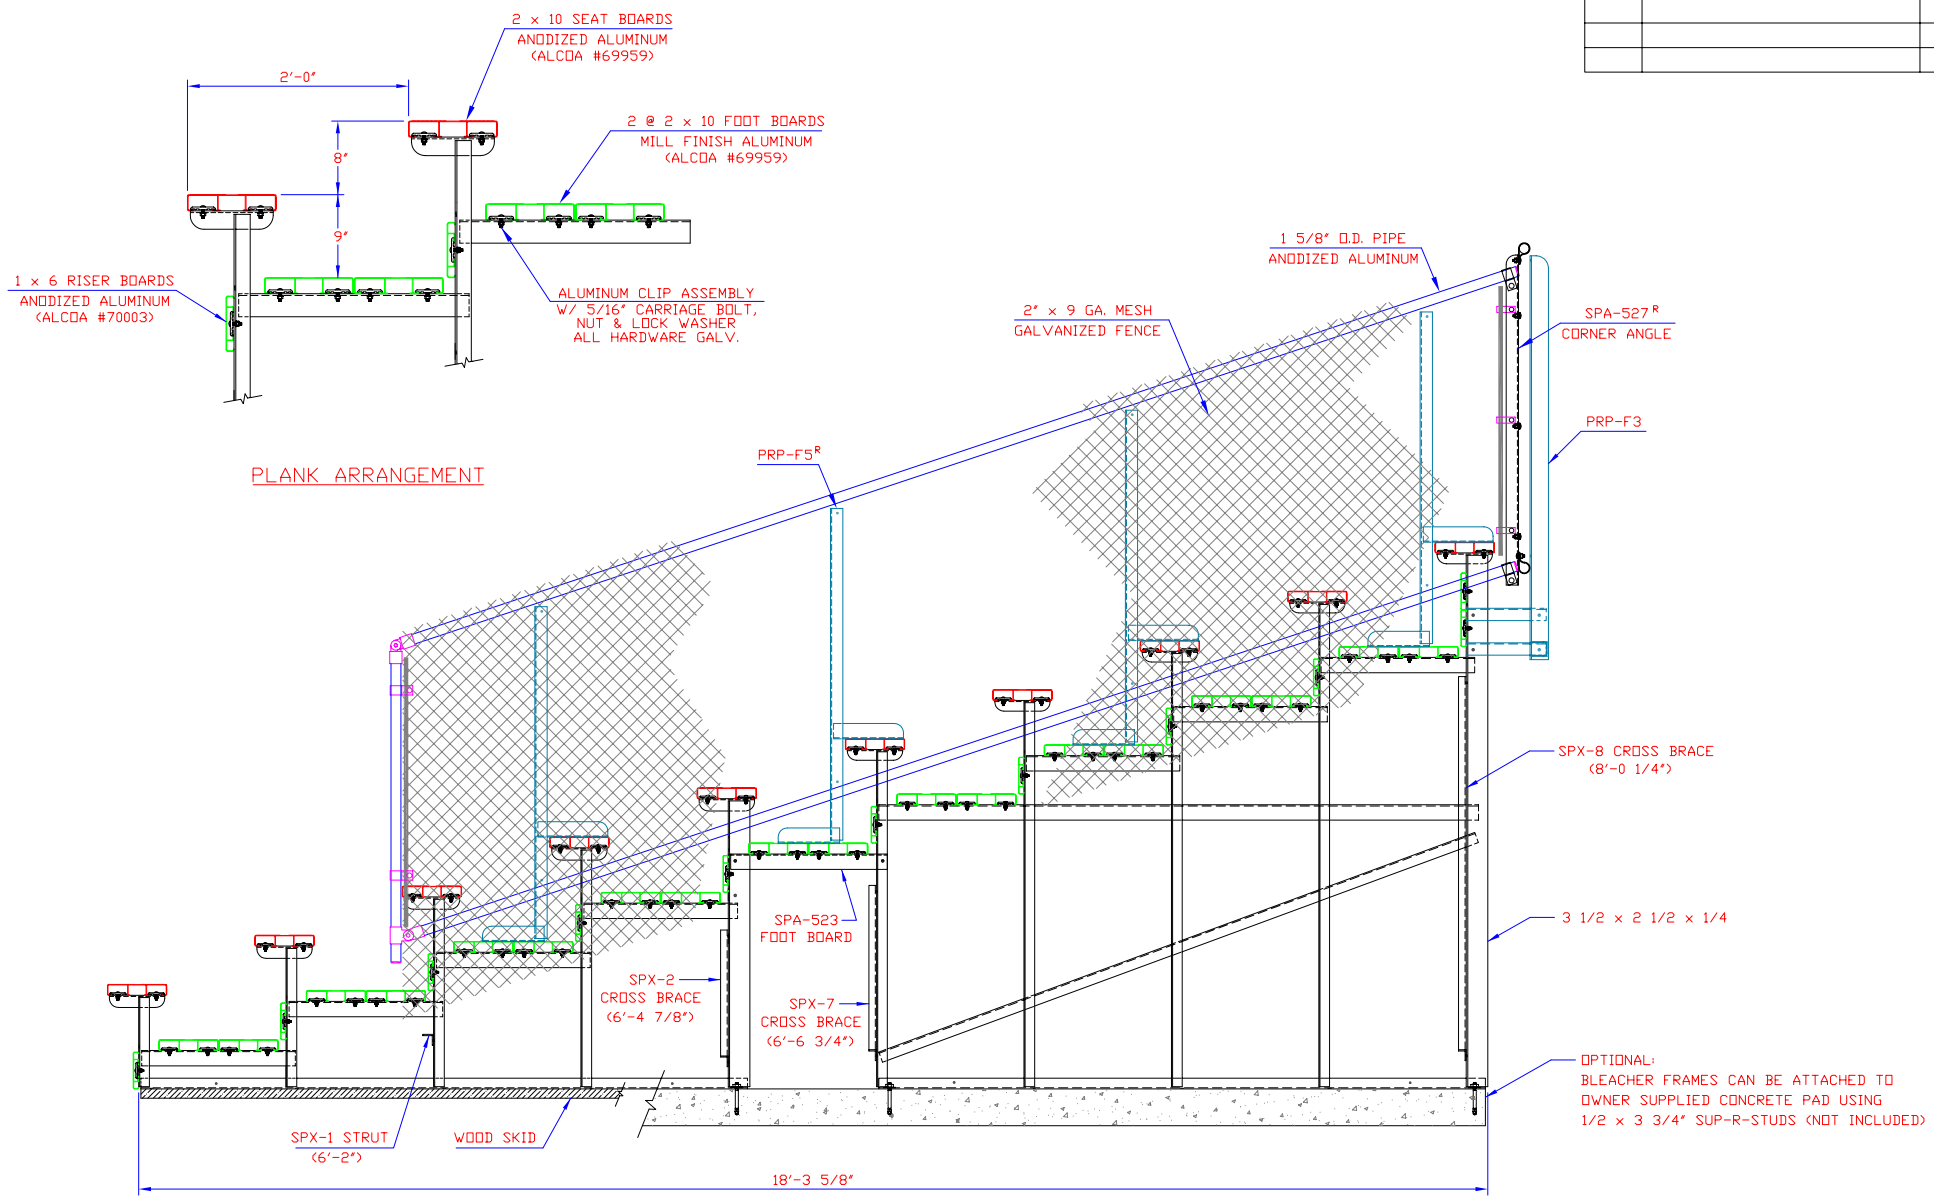 2 x 10 SEAT BOARDS
ANODIZED ALUMINUM
(ALCOA #69959)
2'-0"
8"
9"
2 @ 2 x 10 FOOT BOARDS
MILL FINISH ALUMINUM
(ALCOA #69959)
1 x 6 RISER BOARDS
ANODIZED ALUMINUM
(ALCOA #70003)
ALUMINUM CLIP ASSEMBLY
W/ 5/16" CARRIAGE BOLT,
NUT & LOCK WASHER
ALL HARDWARE GALV.
PLANK ARRANGEMENT
1 5/8" O.D. PIPE
ANODIZED ALUMINUM
2" x 9 GA. MESH
GALVANIZED FENCE
SPA-527 R
CORNER ANGLE
PRP-F3
PRP-F5 R
SPX-8 CROSS BRACE
(8'-0 1/4")
3 1/2 x 2 1/2 x 1/4
SPA-523
FOOT BOARD
SPX-2
CROSS BRACE
(6'-4 7/8")
SPX-7
CROSS BRACE
(6'-6 3/4")
OPTIONAL:
BLEACHER FRAMES CAN BE ATTACHED TO
OWNER SUPPLIED CONCRETE PAD USING
1/2 x 3 3/4" SUP-R-STUDS (NOT INCLUDED)
SPX-1 STRUT
(6'-2")
WOOD SKID
18'-3 5/8"